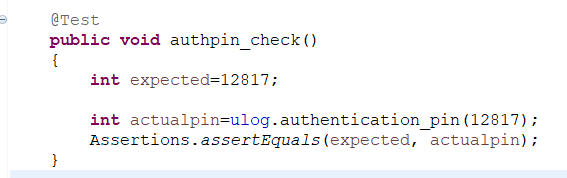 @Test
public void authpin_check()
{
int expected=12817;
int actualpin=ulog.authentication_pin(12817);
Assertions.assertEquals(expected, actualpin);
}